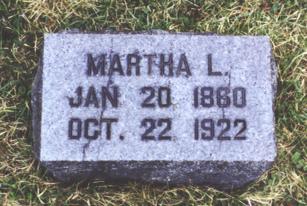 MARTHA L.
JAN 20 1860
OCT. 22 1922